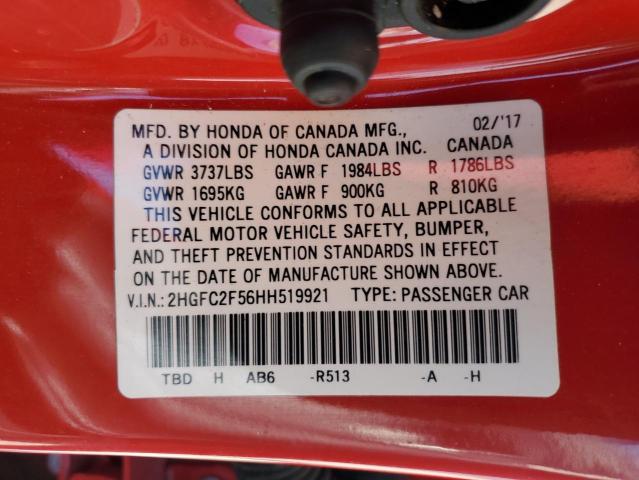 MFD. BY HONDA OF CANADA MFG., 02/'17
A DIVISION OF HONDA CANADA INC. CANADA
GVWR 3737LBS GAWR F 1984LBS R 1786LBS
GVWR 1695KG GAWR F 900KG R 810KG
THIS VEHICLE CONFORMS TO ALL APPLICABLE
FEDERAL MOTOR VEHICLE SAFETY, BUMPER,
AND THEFT PREVENTION STANDARDS IN EFFECT
ON THE DATE OF MANUFACTURE SHOWN ABOVE.
V.I.N.: 2HGFC2F56HH519921 TYPE: PASSENGER CAR
TBD H AB6 -R513 -A -H